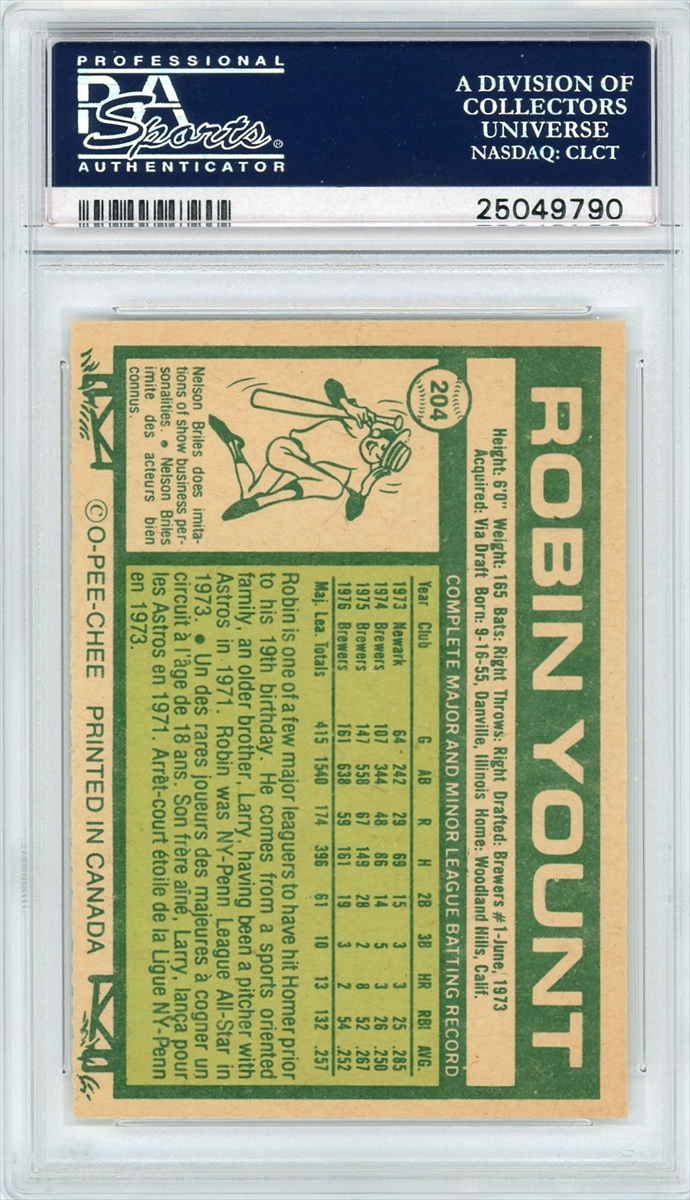 PROFESSIONAL
PSA
Sports®
AUTHENTICATOR
A DIVISION OF
COLLECTORS
UNIVERSE
NASDAQ: CLCT
25049790
ROBIN YOUNT
204
Height: 6'0" Weight: 165 Bats: Right Throws: Right Drafted: Brewers #1-June, 1973
Acquired: Via Draft Born: 9-16-55, Danville, Illinois Home: Woodland Hills, Calif.
COMPLETE MAJOR AND MINOR LEAGUE BATTING RECORD
Year Club G AB R H 2B 3B HR RBI AVG.
1973 Newark 64 242 29 69 15 3 3 25 .285
1974 Brewers 107 344 48 86 14 5 3 26 .250
1975 Brewers 147 558 67 149 28 2 8 52 .267
1976 Brewers 161 638 59 161 19 3 2 54 .252
Maj. Lea. Totals 415 1540 174 396 61 10 13 132 .257
Robin is one of a few major leaguers to have hit Homer prior
to his 19th birthday. He comes from a sports oriented
family, an older brother, Larry, having been a pitcher with
Astros in 1971. Robin was NY-Penn League All-Star in
1973. • Un des rares joueurs des majeures à cogner un
circuit à l'âge de 18 ans. Son frère aîné, Larry, lança pour
les Astros en 1971. Arrêt-court étoile de la Ligue NY-Penn
en 1973.
Nelson Briles does imita-
tions of show business per-
sonalities. • Nelson Briles
imite des acteurs bien
connus.
© O-PEE-CHEE PRINTED IN CANADA